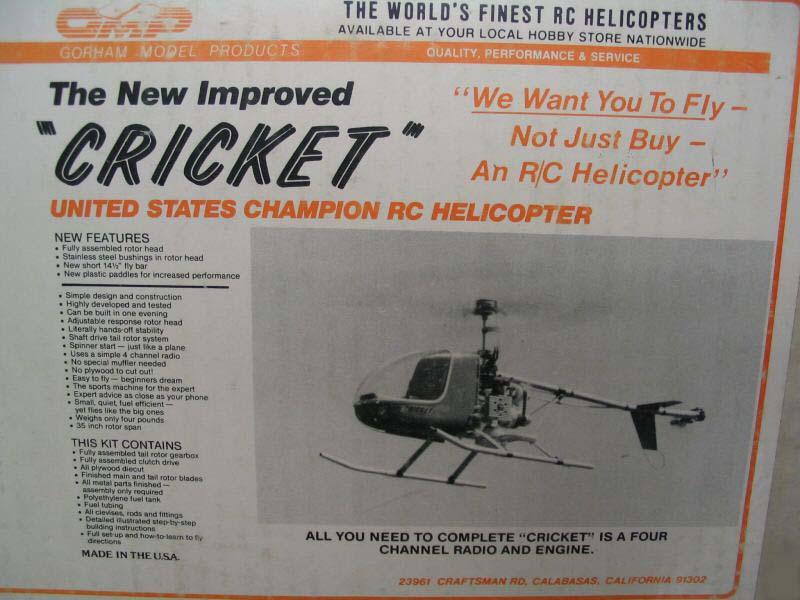 GMP
GORHAM MODEL PRODUCTS
THE WORLD'S FINEST RC HELICOPTERS
AVAILABLE AT YOUR LOCAL HOBBY STORE NATIONWIDE
QUALITY, PERFORMANCE & SERVICE
The New Improved
"CRICKET"
UNITED STATES CHAMPION RC HELICOPTER
"We Want You To Fly –
Not Just Buy –
An R/C Helicopter"
NEW FEATURES
• Fully assembled rotor head
• Stainless steel bushings in rotor head
• New short 14½" fly bar
• New plastic paddles for increased performance
• Simple design and construction
• Highly developed and tested
• Can be built in one evening
• Adjustable response rotor head
• Literally hands-off stability
• Shaft drive tail rotor system
• Spinner start — just like a plane
• Uses a simple 4 channel radio
• No special muffler needed
• No plywood to cut out!
• Easy to fly — beginners dream
• The sports machine for the expert
• Expert advice as close as your phone
• Small, quiet, fuel efficient —
yet flies like the big ones
• Weighs only four pounds
• 35 inch rotor span
THIS KIT CONTAINS
• Fully assembled tail rotor gearbox
• Fully assembled clutch drive
• All plywood diecut
• Finished main and tail rotor blades
• All metal parts finished —
assembly only required
• Polyethylene fuel tank
• Fuel tubing
• All clevises, rods and fittings
• Detailed illustrated step-by-step
building instructions
• Full set-up and how-to-learn to fly
directions
MADE IN THE U.S.A.
"CRICKET"
ALL YOU NEED TO COMPLETE "CRICKET" IS A FOUR
CHANNEL RADIO AND ENGINE.
23961 CRAFTSMAN RD, CALABASAS, CALIFORNIA 91302